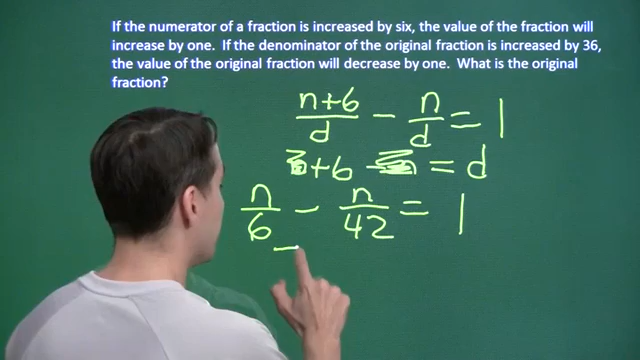 If the numerator of a fraction is increased by six, the value of the fraction will
increase by one. If the denominator of the original fraction is increased by 36,
the value of the original fraction will decrease by one. What is the original
fraction?
n+6/d − n/d = 1
+6 = d
n/6 − n/42 = 1